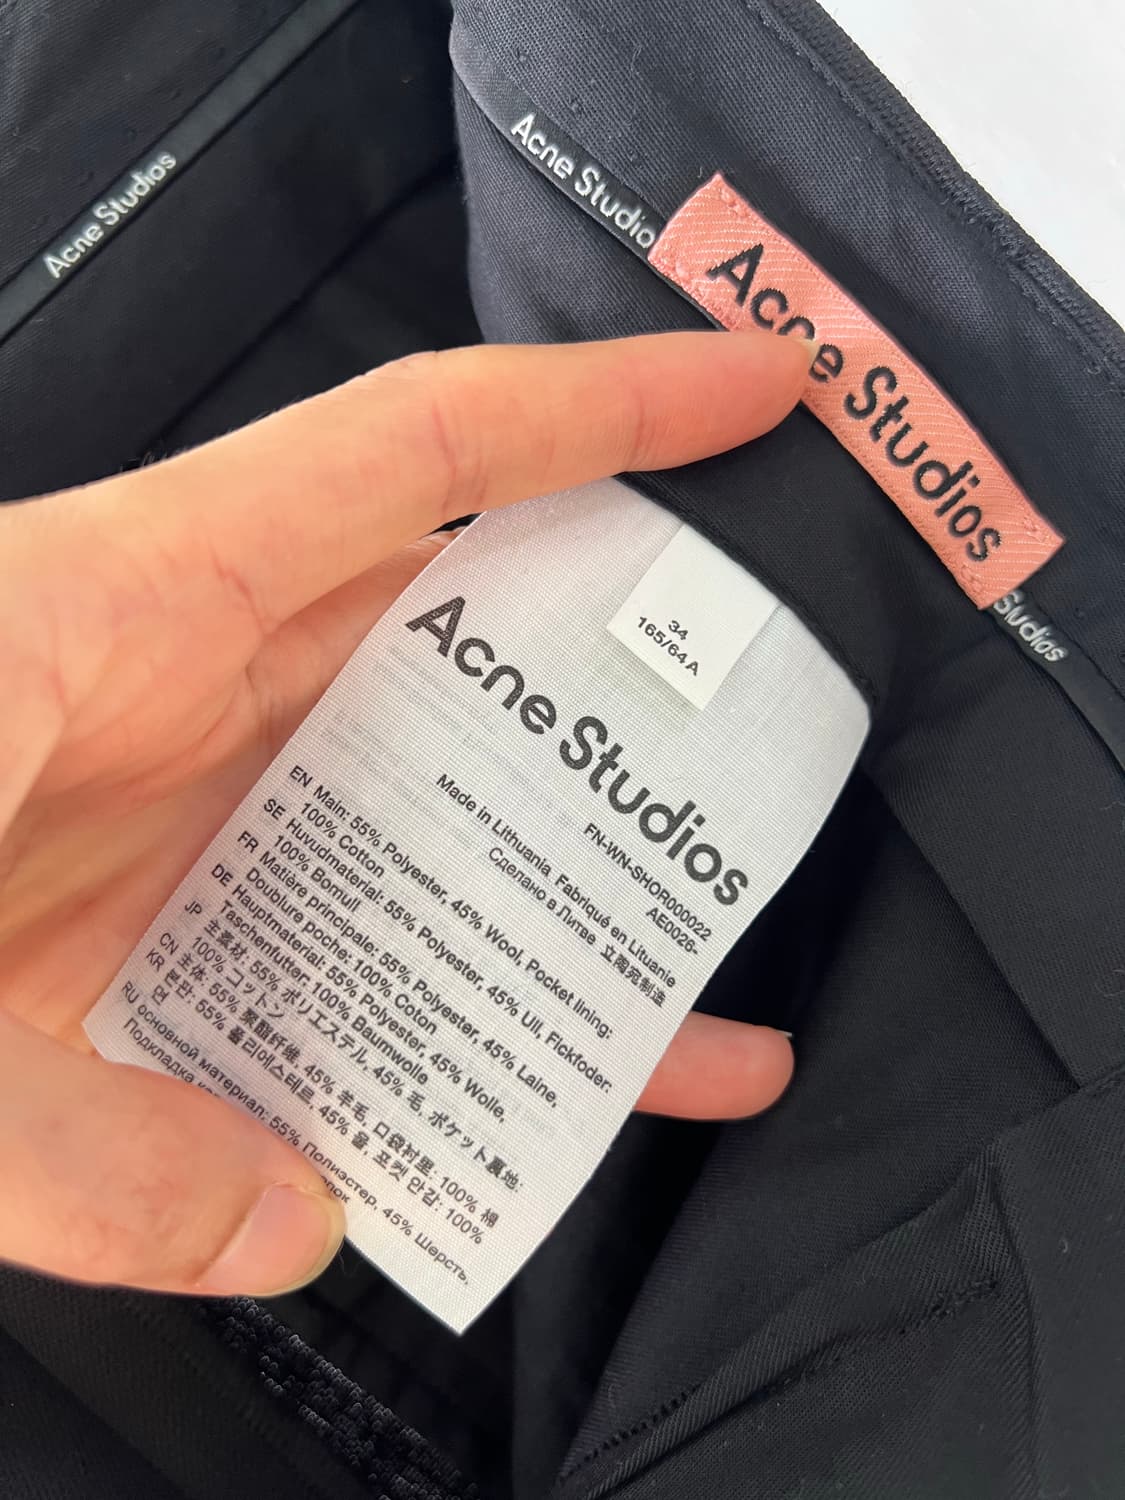 Acne Studios
Acne Studio
Acne Studios
Studios
34
165/64A
Acne Studios
FN-WN-SHOR000022
AE0026-
Made in Lithuania Fabriqué en Lituanie
Сделано в Литве 立陶宛制造
EN Main: 55% Polyester, 45% Wool, Pocket lining:
100% Cotton
SE Huvudmaterial: 55% Polyester, 45% Ull, Fickfoder:
100% Bomull
FR Matière principale: 55% Polyester, 45% Laine,
Doublure poche: 100% Coton
DE Hauptmaterial: 55% Polyester, 45% Wolle,
Taschenfutter: 100% Baumwolle
JP 主素材: 55% ポリエステル, 45% 毛, ポケット裏地:
100% コットン
CN 主体: 55% 聚酯纤维, 45% 羊毛, 口袋衬里: 100% 棉
KR 본판: 55% 폴리에스테르, 45% 울, 포켓 안감: 100%
면
RU основной материал: 55% Полиэстер, 45% Шерсть,
Подкладка